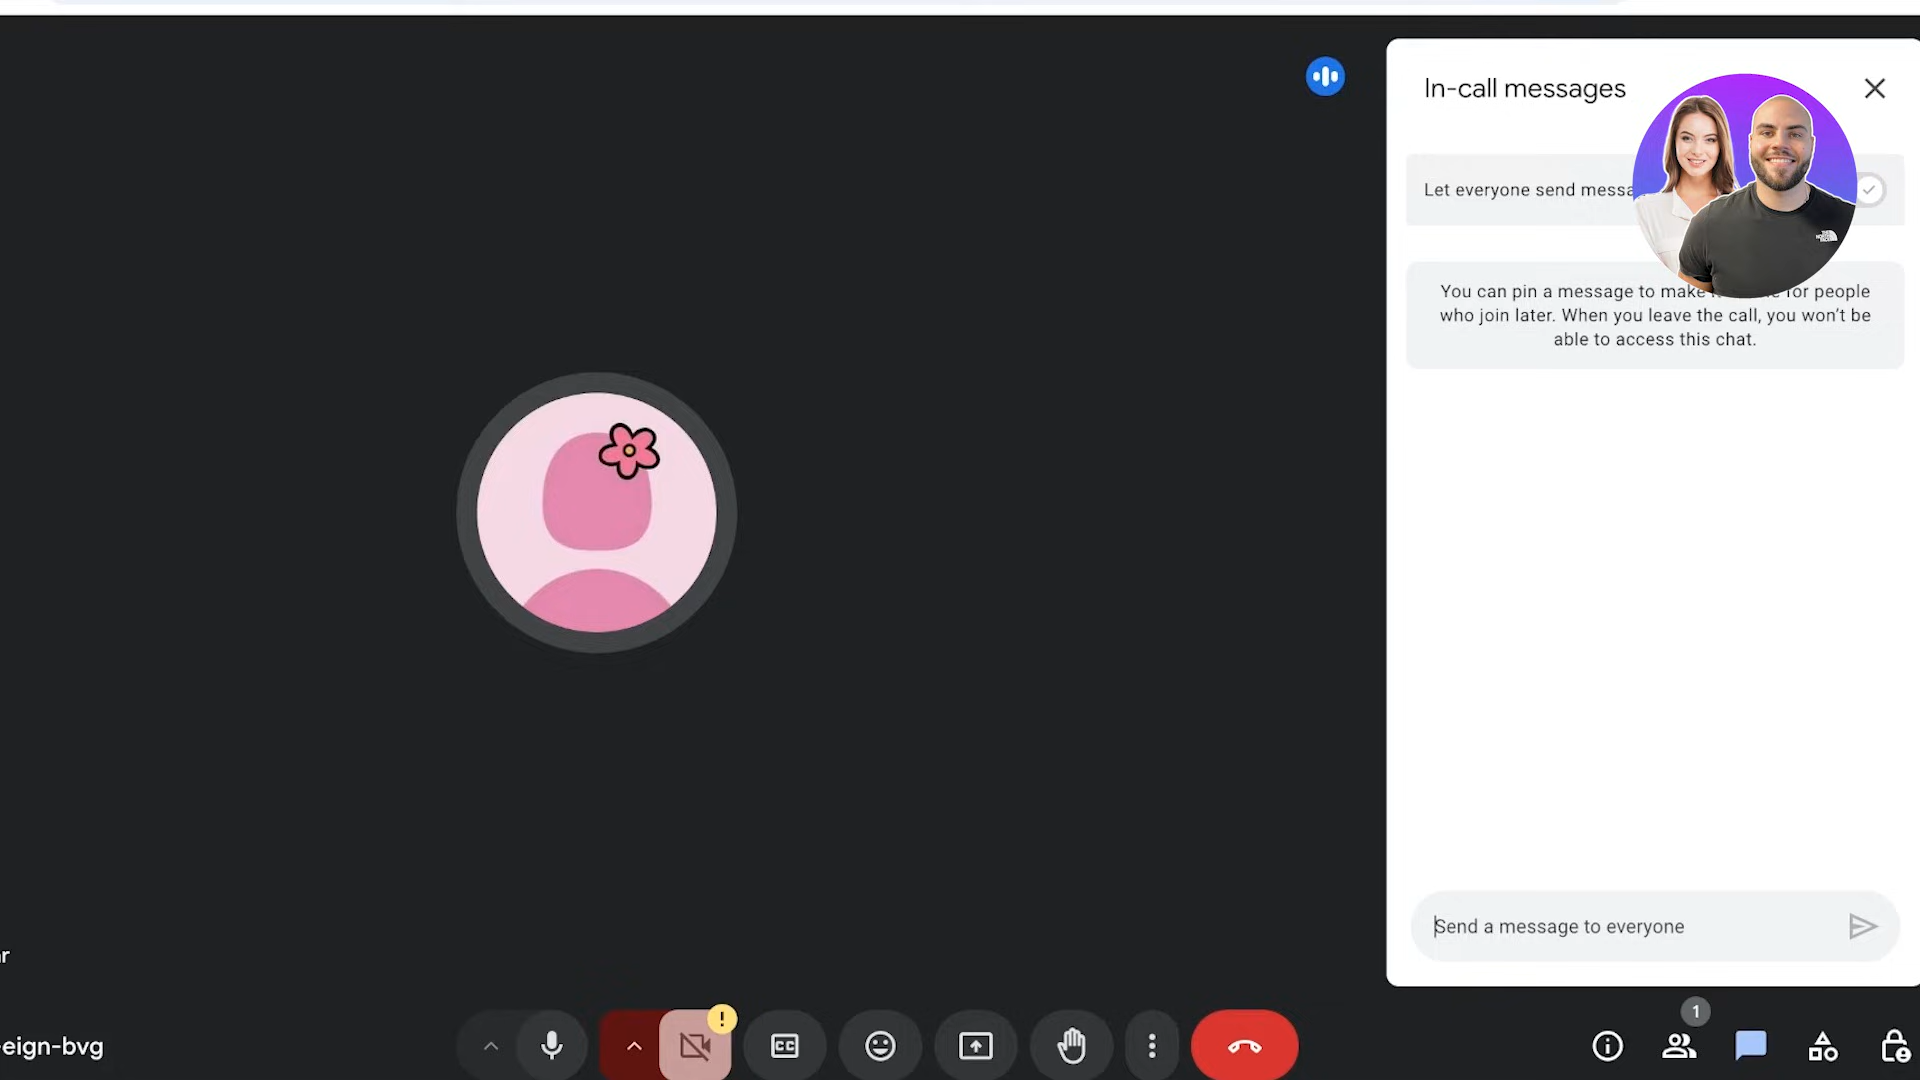 In-call messages
Let everyone send messa
You can pin a message to make for people
who join later. When you leave the call, you won't be
able to access this chat.
Send a message to everyone
r
1
!
eign-bvg
CC